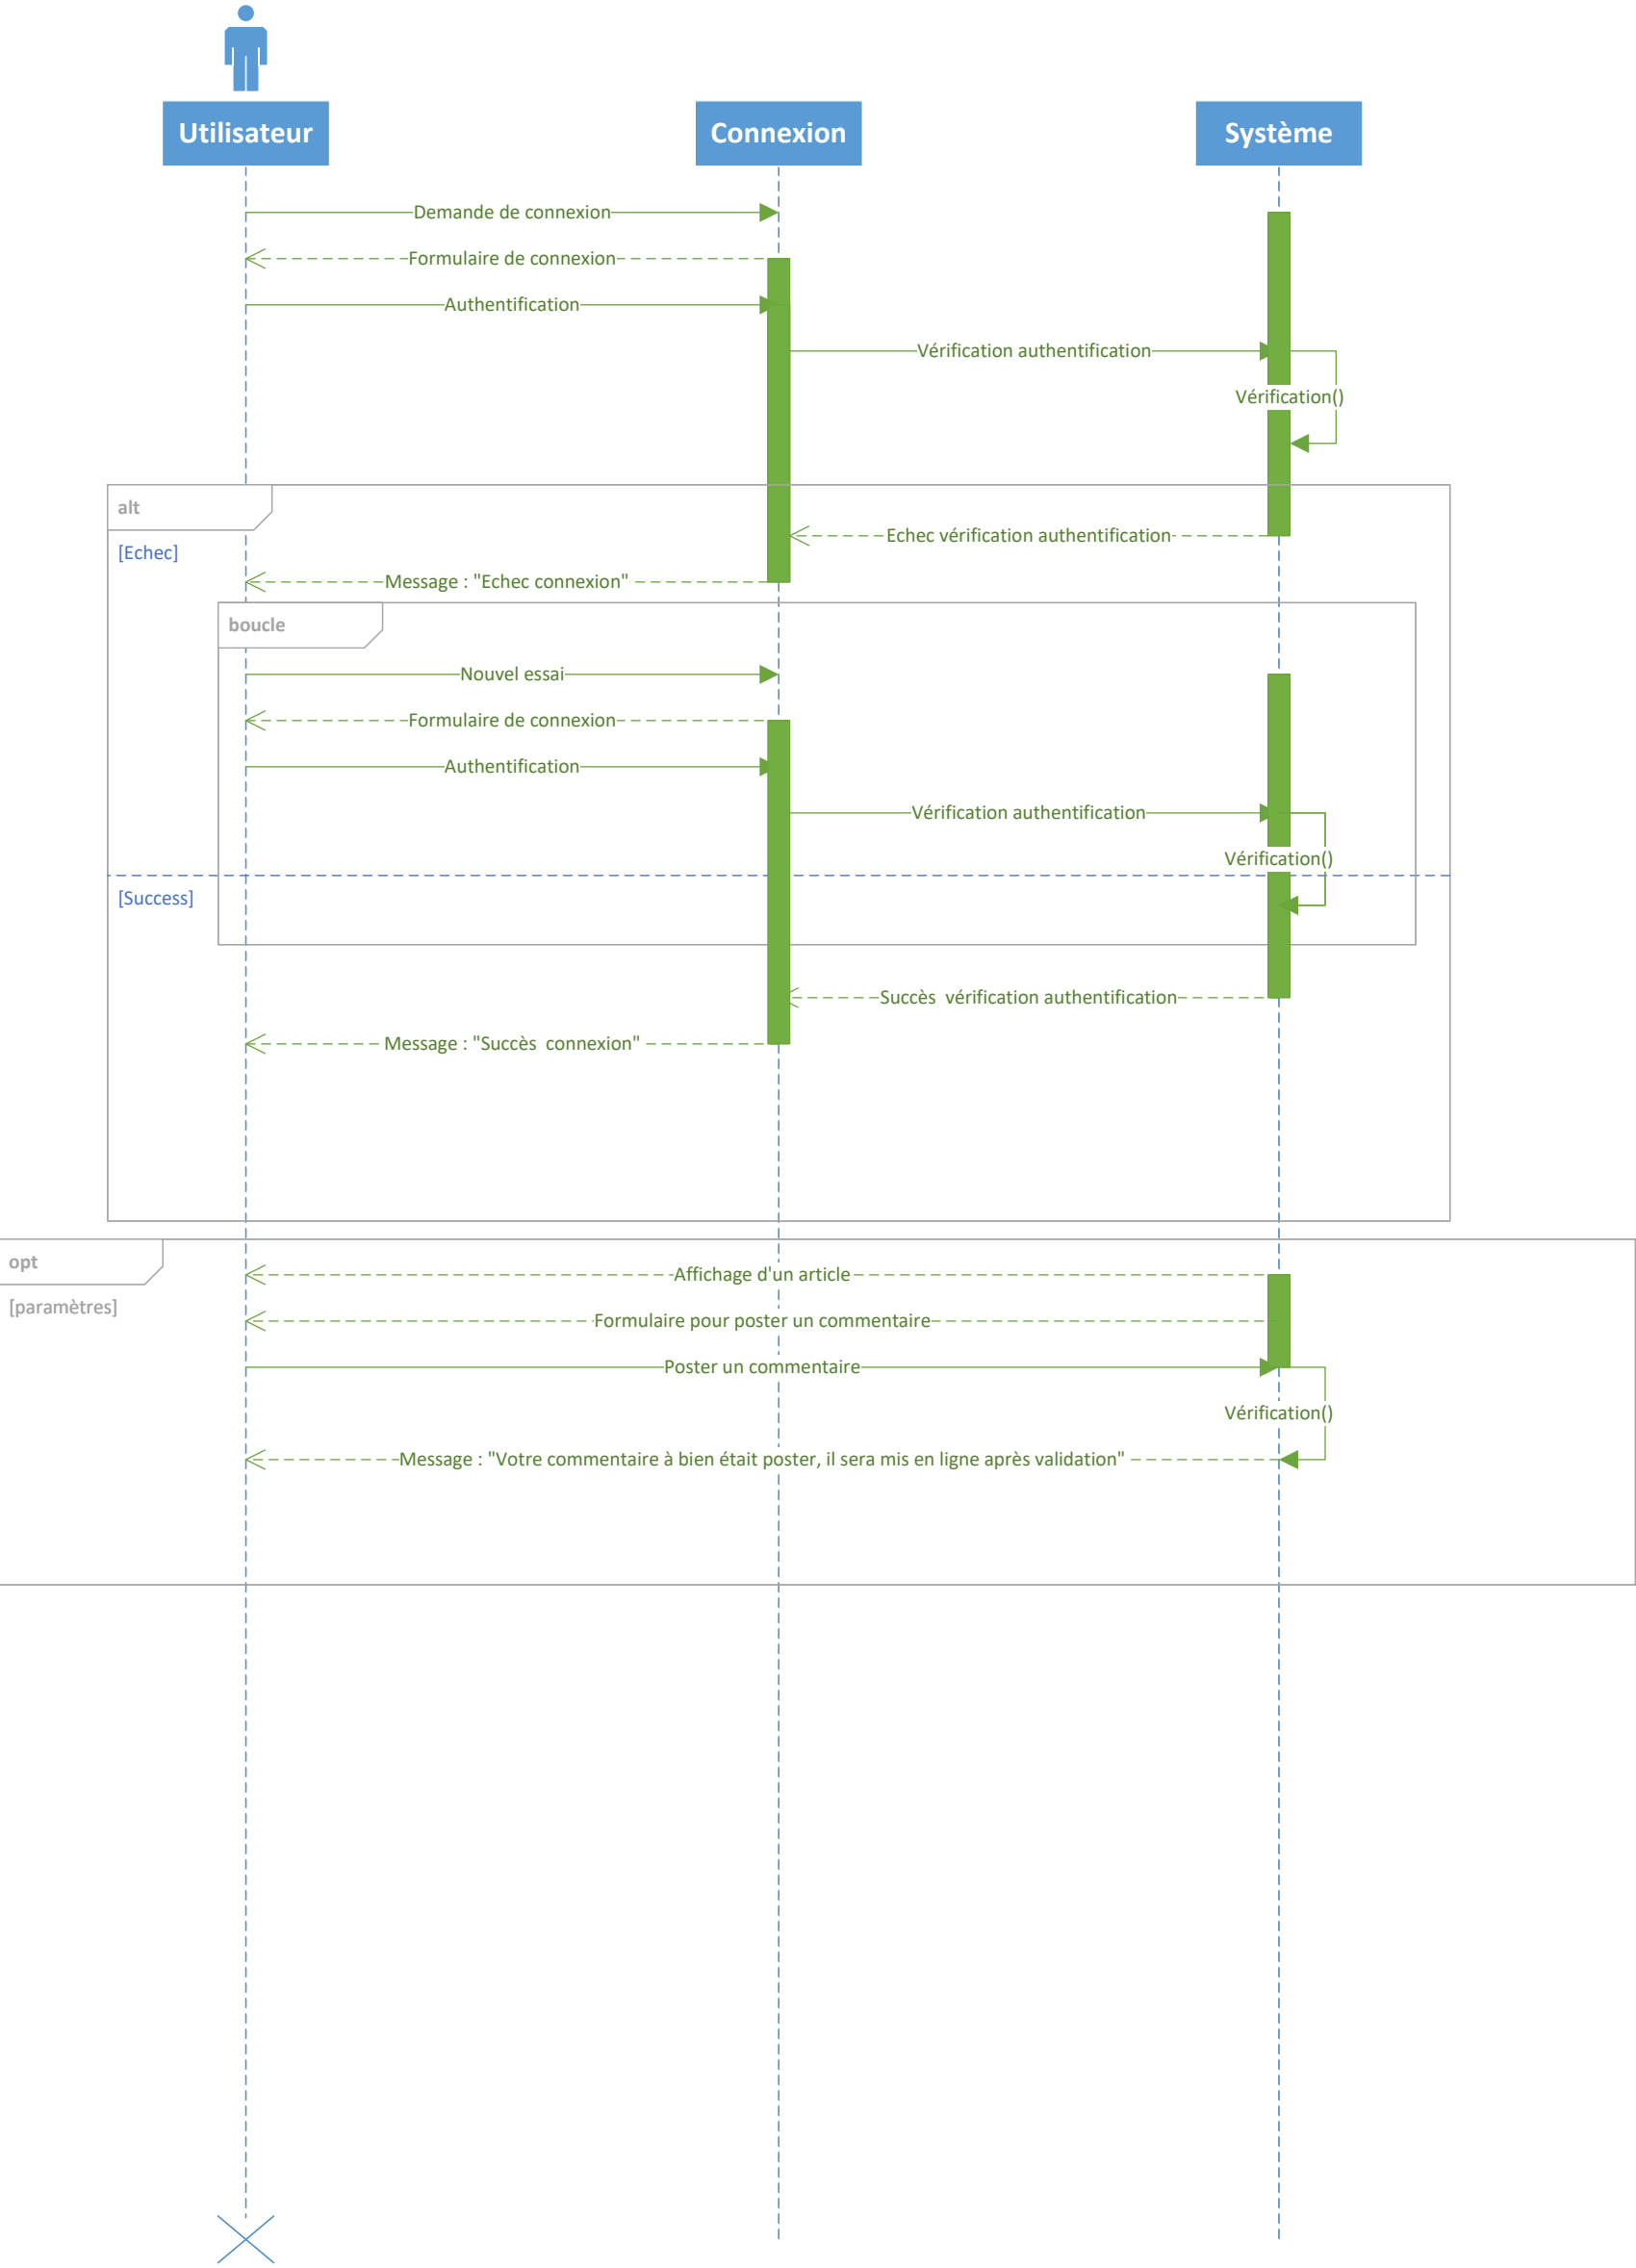 Utilisateur
Connexion
Système
Demande de connexion
Formulaire de connexion
Authentification
Vérification authentification
Vérification()
alt
Echec vérification authentification
[Echec]
Message : "Echec connexion"
boucle
Nouvel essai
Formulaire de connexion
Authentification
Vérification authentification
Vérification()
[Success]
Succès  vérification authentification
Message : "Succès  connexion"
opt
Affichage d'un article
[paramètres]
Formulaire pour poster un commentaire
Poster un commentaire
Vérification()
Message : "Votre commentaire à bien était poster, il sera mis en ligne après validation"